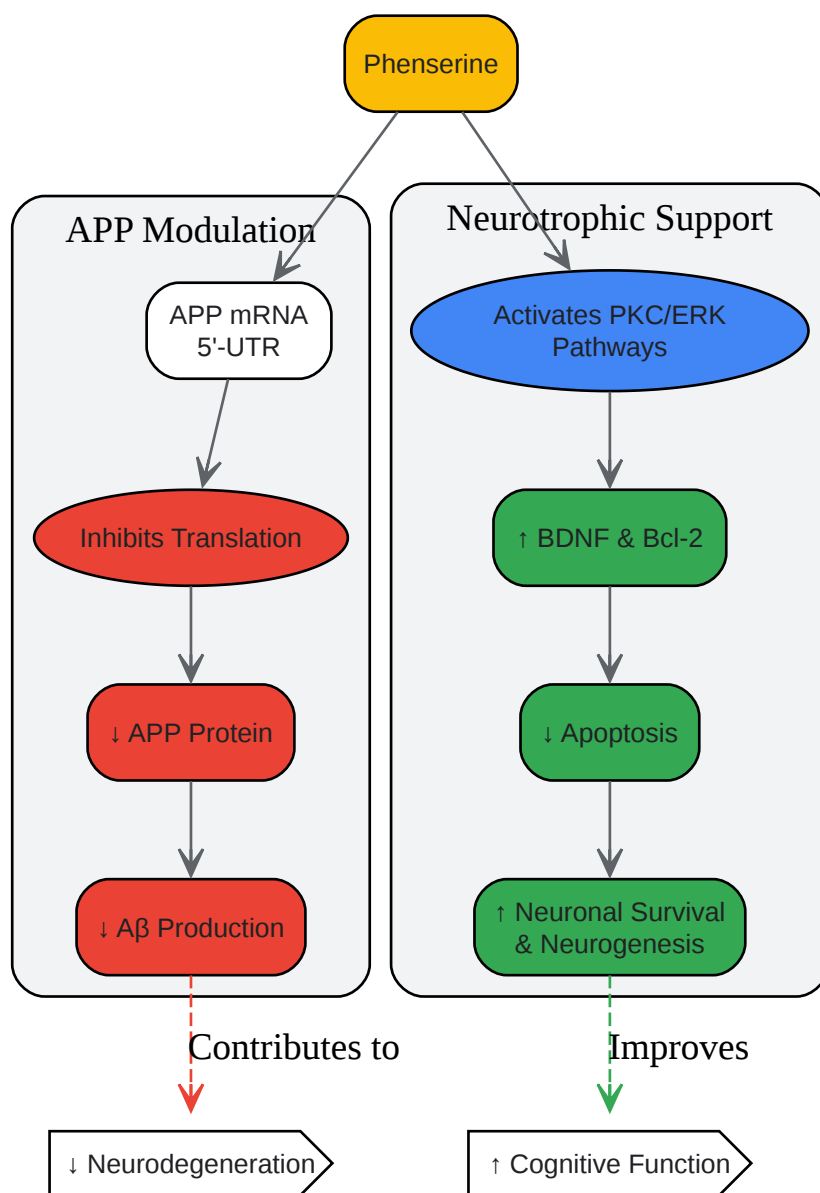 Phenserine
APP Modulation
APP mRNA
5'-UTR
Inhibits Translation
↓ APP Protein
↓ Aβ Production
Contributes to
↓ Neurodegeneration
Neurotrophic Support
Activates PKC/ERK
Pathways
↑ BDNF & Bcl-2
↓ Apoptosis
↑ Neuronal Survival
& Neurogenesis
Improves
↑ Cognitive Function